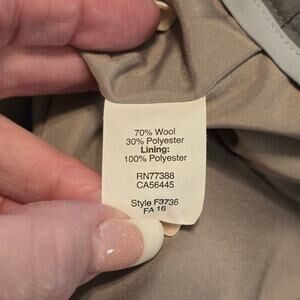 70% Wool
30% Polyester
Lining:
100% Polyester
RN77388
CA56445
Style F3736
FA 16